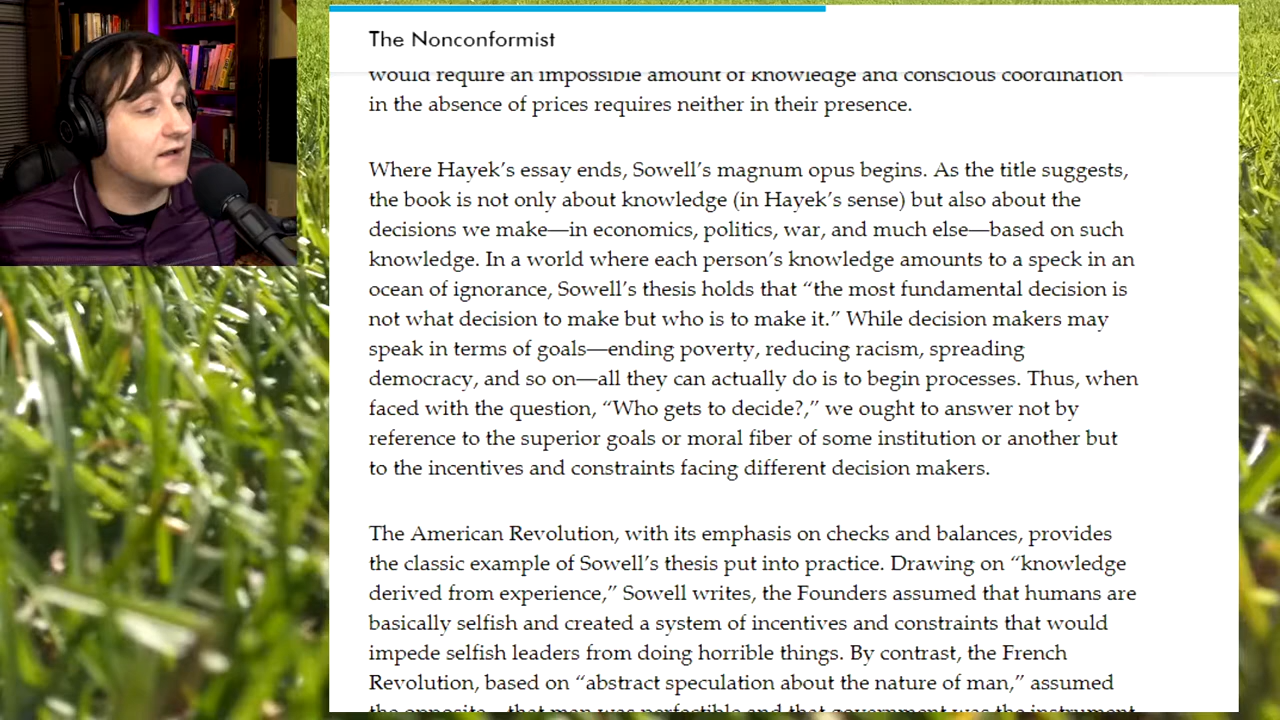 The Nonconformist
would require an impossible amount of knowledge and conscious coordination
in the absence of prices requires neither in their presence.
Where Hayek’s essay ends, Sowell’s magnum opus begins. As the title suggests,
the book is not only about knowledge (in Hayek’s sense) but also about the
decisions we make—in economics, politics, war, and much else—based on such
knowledge. In a world where each person’s knowledge amounts to a speck in an
ocean of ignorance, Sowell’s thesis holds that “the most fundamental decision is
not what decision to make but who is to make it.” While decision makers may
speak in terms of goals—ending poverty, reducing racism, spreading
democracy, and so on—all they can actually do is to begin processes. Thus, when
faced with the question, “Who gets to decide?,” we ought to answer not by
reference to the superior goals or moral fiber of some institution or another but
to the incentives and constraints facing different decision makers.
The American Revolution, with its emphasis on checks and balances, provides
the classic example of Sowell’s thesis put into practice. Drawing on “knowledge
derived from experience,” Sowell writes, the Founders assumed that humans are
basically selfish and created a system of incentives and constraints that would
impede selfish leaders from doing horrible things. By contrast, the French
Revolution, based on “abstract speculation about the nature of man,” assumed
the opposite—that man was perfectible and that government was the instrument